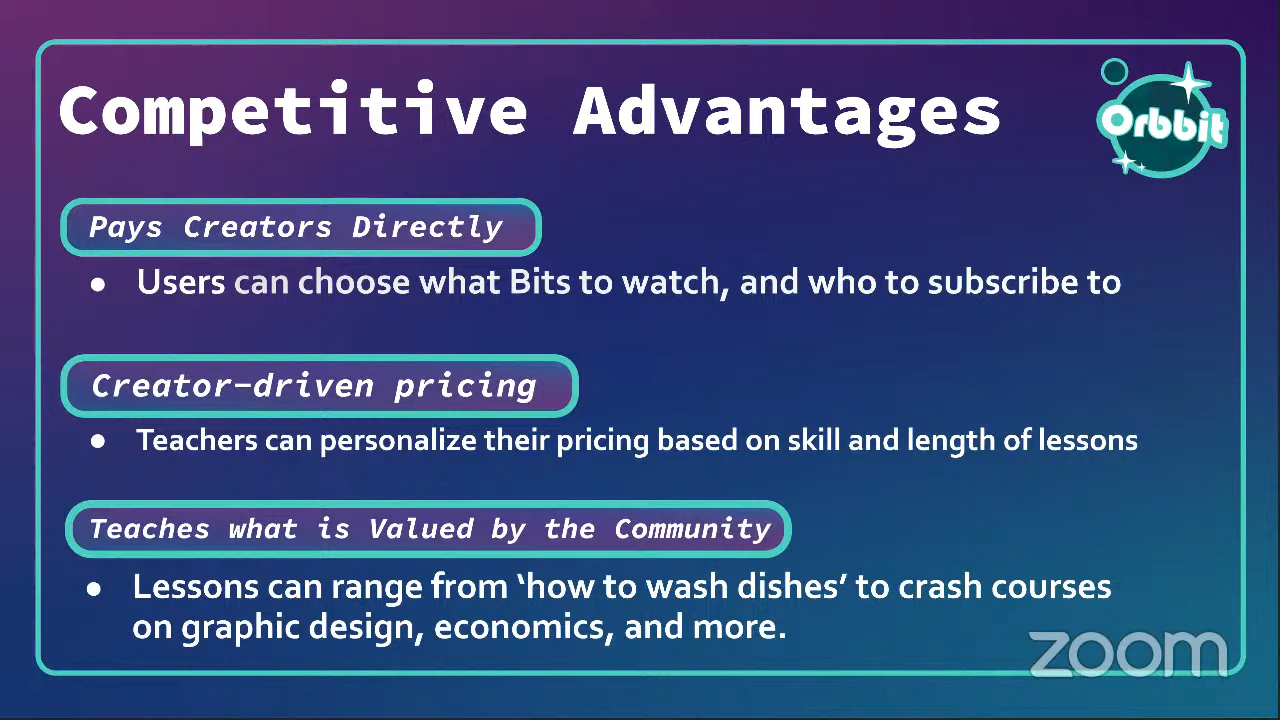 Competitive Advantages
Orbbit
Pays Creators Directly
● Users can choose what Bits to watch, and who to subscribe to
Creator-driven pricing
● Teachers can personalize their pricing based on skill and length of lessons
Teaches what is Valued by the Community
● Lessons can range from ‘how to wash dishes’ to crash courses
on graphic design, economics, and more.
zoom